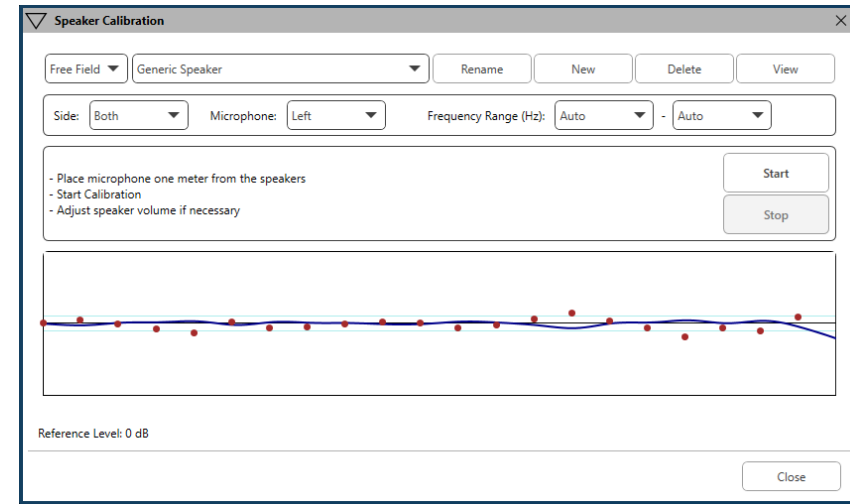 Speaker Calibration
Free Field Generic Speaker Rename New Delete View
Side: Both Microphone: Left Frequency Range (Hz): Auto - Auto
- Place microphone one meter from the speakers
- Start Calibration
- Adjust speaker volume if necessary
Start
Stop
Reference Level: 0 dB
Close